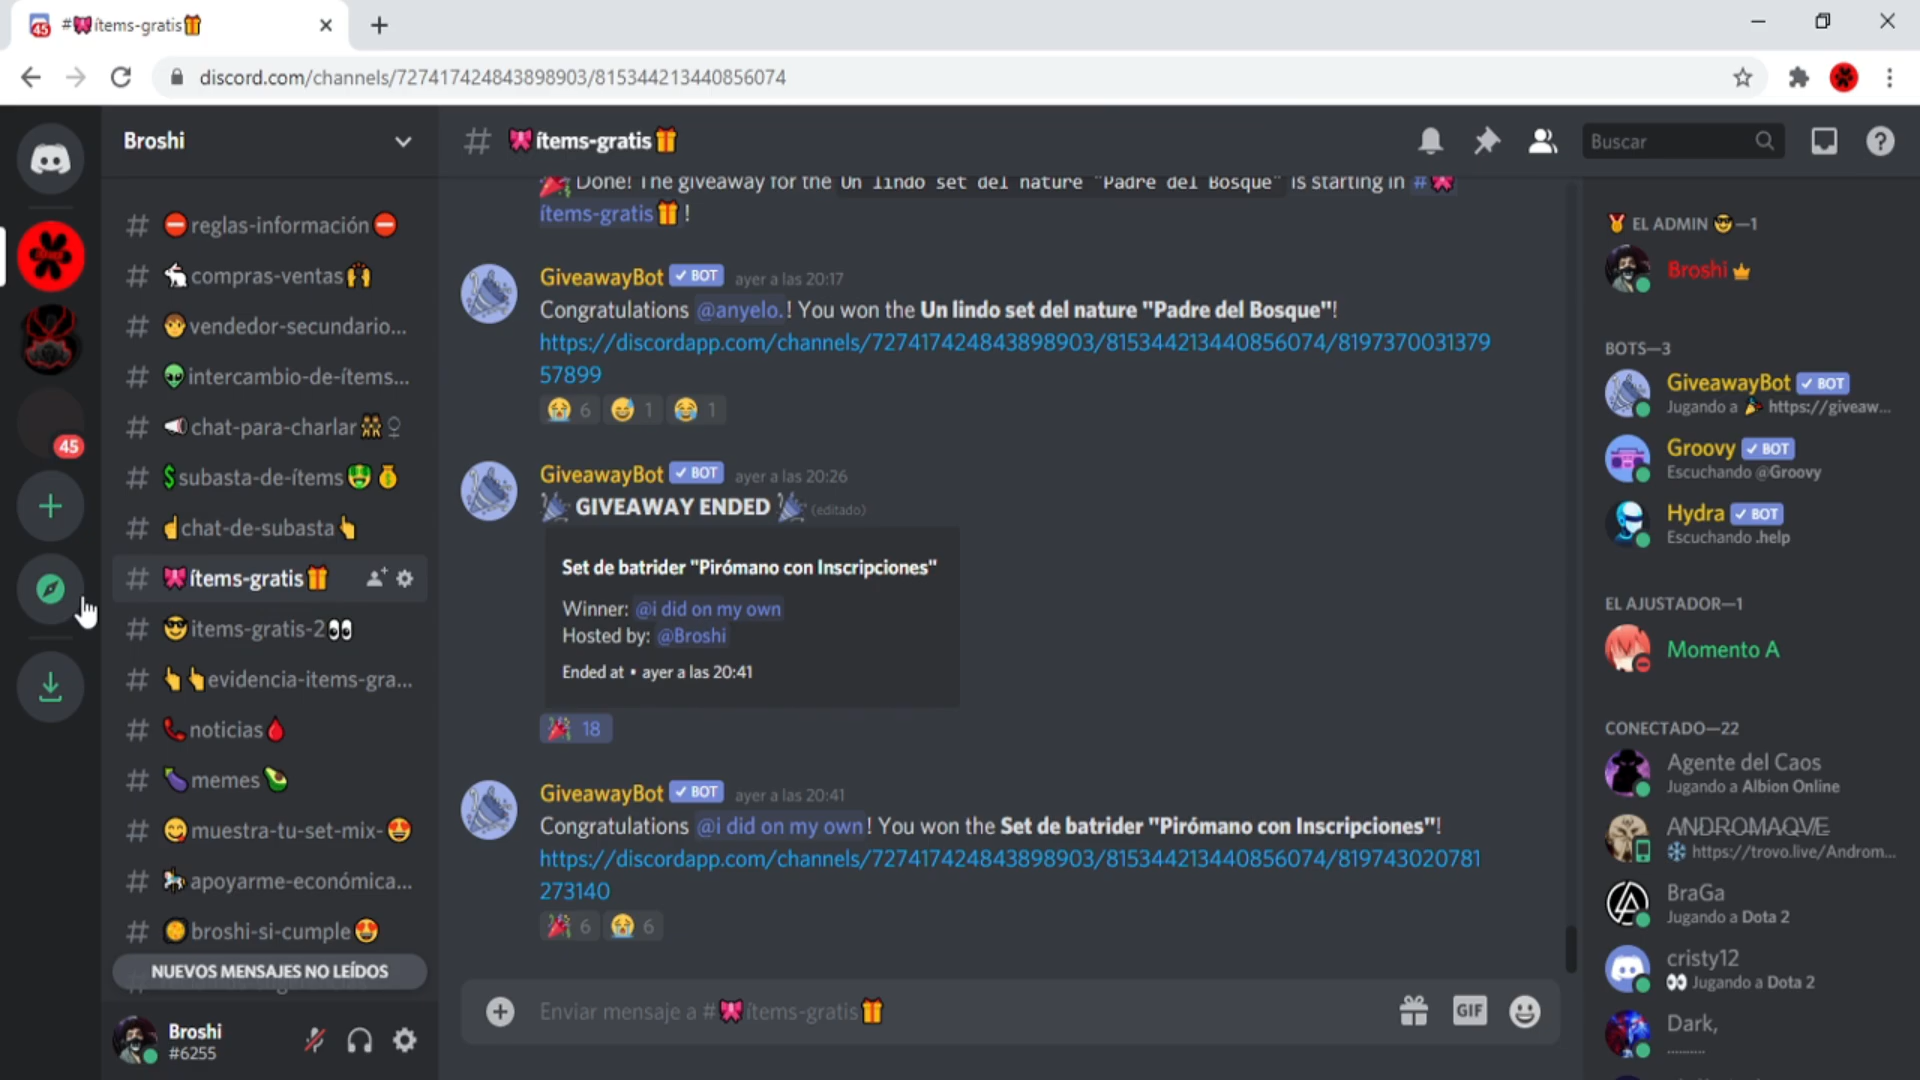 #🎀ítems-gratis🎁
discord.com/channels/727417424843898903/815344213440856074
45
Broshi
# ⛔reglas-información⛔
# 🐇compras-ventas🙌
# 🧑vendedor-secundario...
# 👽intercambio-de-ítems...
# 📢chat-para-charlar👯♀
# 💲subasta-de-ítems🤑💰
# ☝chat-de-subasta👆
# 🎀ítems-gratis🎁
# 😎items-gratis-2👀
# 👆👆evidencia-items-gra...
# 📞noticias🩸
# 🍆memes🥑
# 😋muestra-tu-set-mix-😍
# 🎠apoyarme-económica...
# 🥘broshi-si-cumple😍
NUEVOS MENSAJES NO LEÍDOS
Broshi
#6255
# 🎀ítems-gratis🎁
Buscar
🎉 Done! The giveaway for the Un lindo set del nature "Padre del Bosque" is starting in #🎀
ítems-gratis🎁!
GiveawayBot ✓ BOT ayer a las 20:17
Congratulations @anyelo.! You won the Un lindo set del nature "Padre del Bosque"!
https://discordapp.com/channels/727417424843898903/815344213440856074/8197370031379
57899
😭 6 😅 1 😂 1
GiveawayBot ✓ BOT ayer a las 20:26
🎉 GIVEAWAY ENDED 🎉 (editado)
Set de batrider "Pirómano con Inscripciones"
Winner: @i did on my own
Hosted by: @Broshi
Ended at • ayer a las 20:41
🎉 18
GiveawayBot ✓ BOT ayer a las 20:41
Congratulations @i did on my own! You won the Set de batrider "Pirómano con Inscripciones"!
https://discordapp.com/channels/727417424843898903/815344213440856074/819743020781
273140
🎉 6 😭 6
Enviar mensaje a #🎀ítems-gratis🎁
GIF
🏅 EL ADMIN 😎—1
Broshi
BOTS—3
GiveawayBot ✓ BOT
Jugando a 🎉 https://giveaw...
Groovy ✓ BOT
Escuchando @Groovy
Hydra ✓ BOT
Escuchando .help
EL AJUSTADOR—1
Momento A
CONECTADO—22
Agente del Caos
Jugando a Albion Online
ANDROMAQVE
❄ https://trovo.live/Androm...
BraGa
Jugando a Dota 2
cristy12
👀 Jugando a Dota 2
Dark,
..........